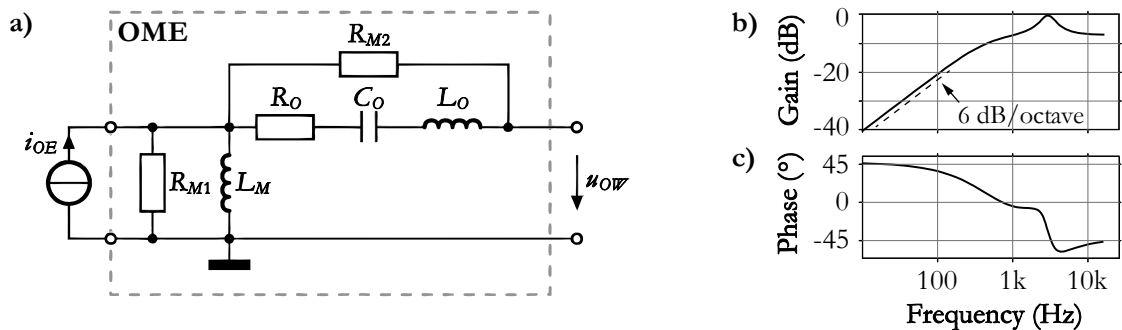 a)
OME
R_M2
R_O
C_O
L_O
i_OE
R_M1
L_M
u_OW
b)
Gain (dB)
0
-20
-40
6 dB/octave
c)
Phase (°)
45
0
-45
100
1k
10k
Frequency (Hz)